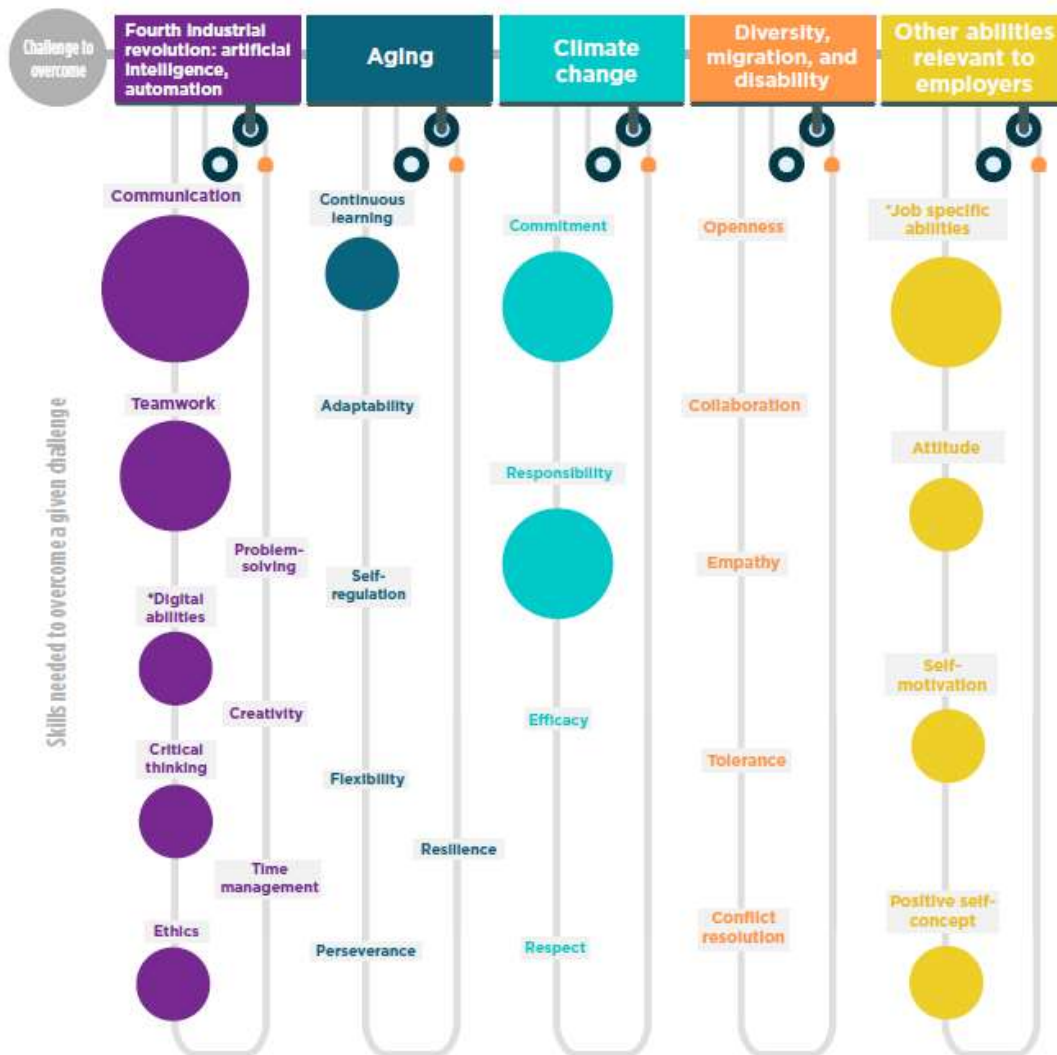 Challenge to
overcome
Fourth industrial
revolution: artificial
intelligence,
automation
Aging
Climate
change
Diversity,
migration, and
disability
Other abilities
relevant to
employers
Skills needed to overcome a given challenge
Communication
Teamwork
Problem-
solving
*Digital
abilities
Creativity
Critical
thinking
Time
management
Ethics
Continuous
learning
Adaptability
Self-
regulation
Flexibility
Resilience
Perseverance
Commitment
Responsibility
Efficacy
Respect
Openness
Collaboration
Empathy
Tolerance
Conflict
resolution
*Job specific
abilities
Attitude
Self-
motivation
Positive self-
concept